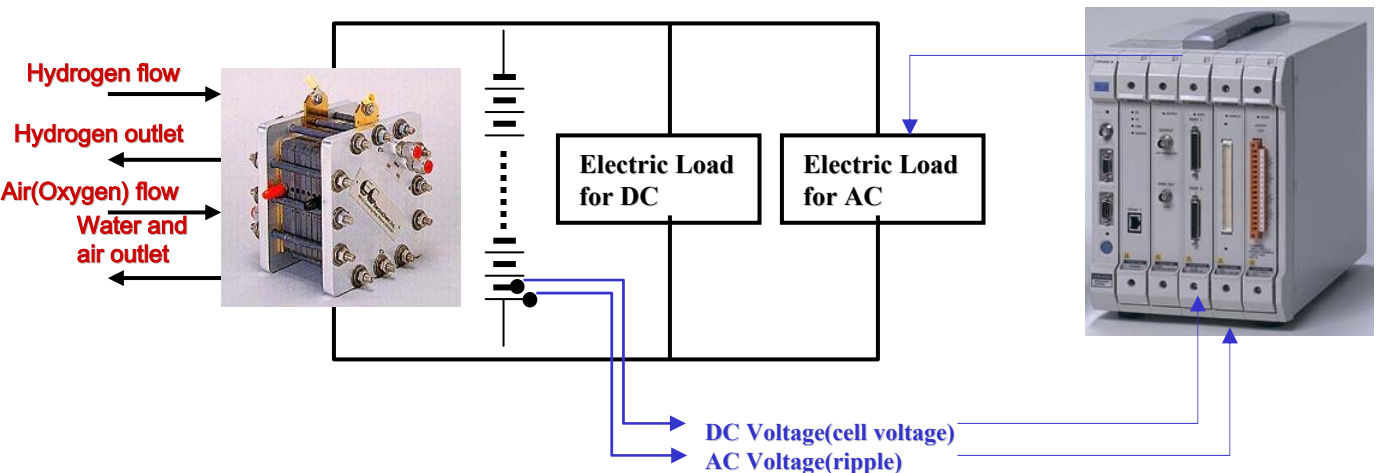 Hydrogen flow
Hydrogen outlet
Air(Oxygen) flow
Water and
air outlet
Electric Load
for DC
Electric Load
for AC
DC Voltage(cell voltage)
AC Voltage(ripple)